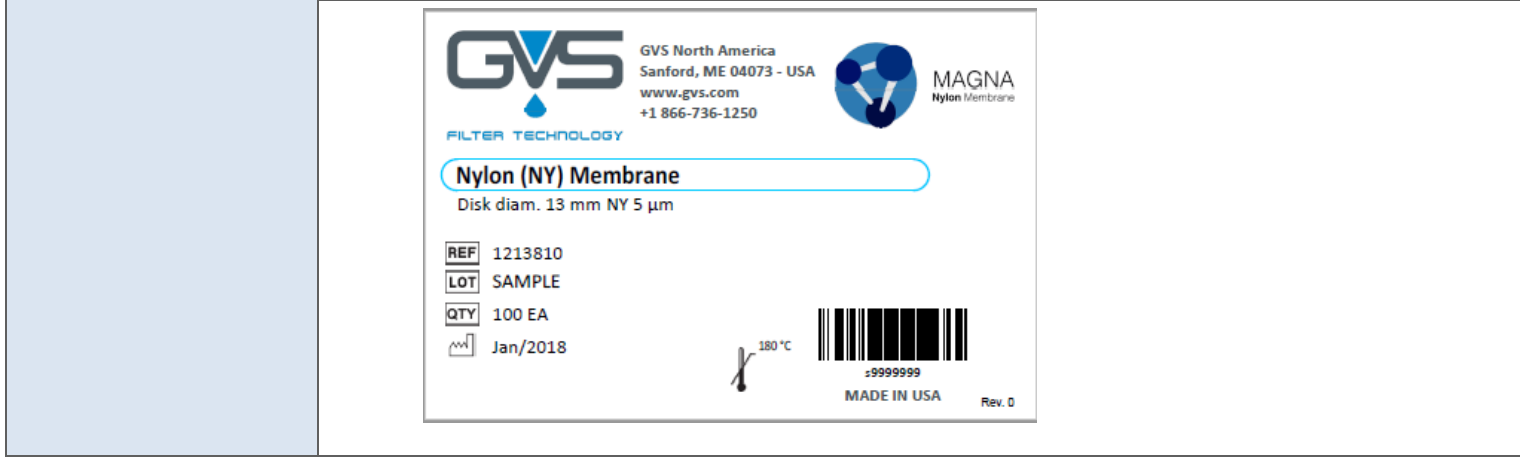 GVS
FILTER TECHNOLOGY
GVS North America
Sanford, ME 04073 - USA
www.gvs.com
+1 866-736-1250
MAGNA
Nylon Membrane
Nylon (NY) Membrane
Disk diam. 13 mm NY 5 µm
REF 1213810
LOT SAMPLE
QTY 100 EA
Jan/2018
180 °C
s9999999
MADE IN USA
Rev. 0